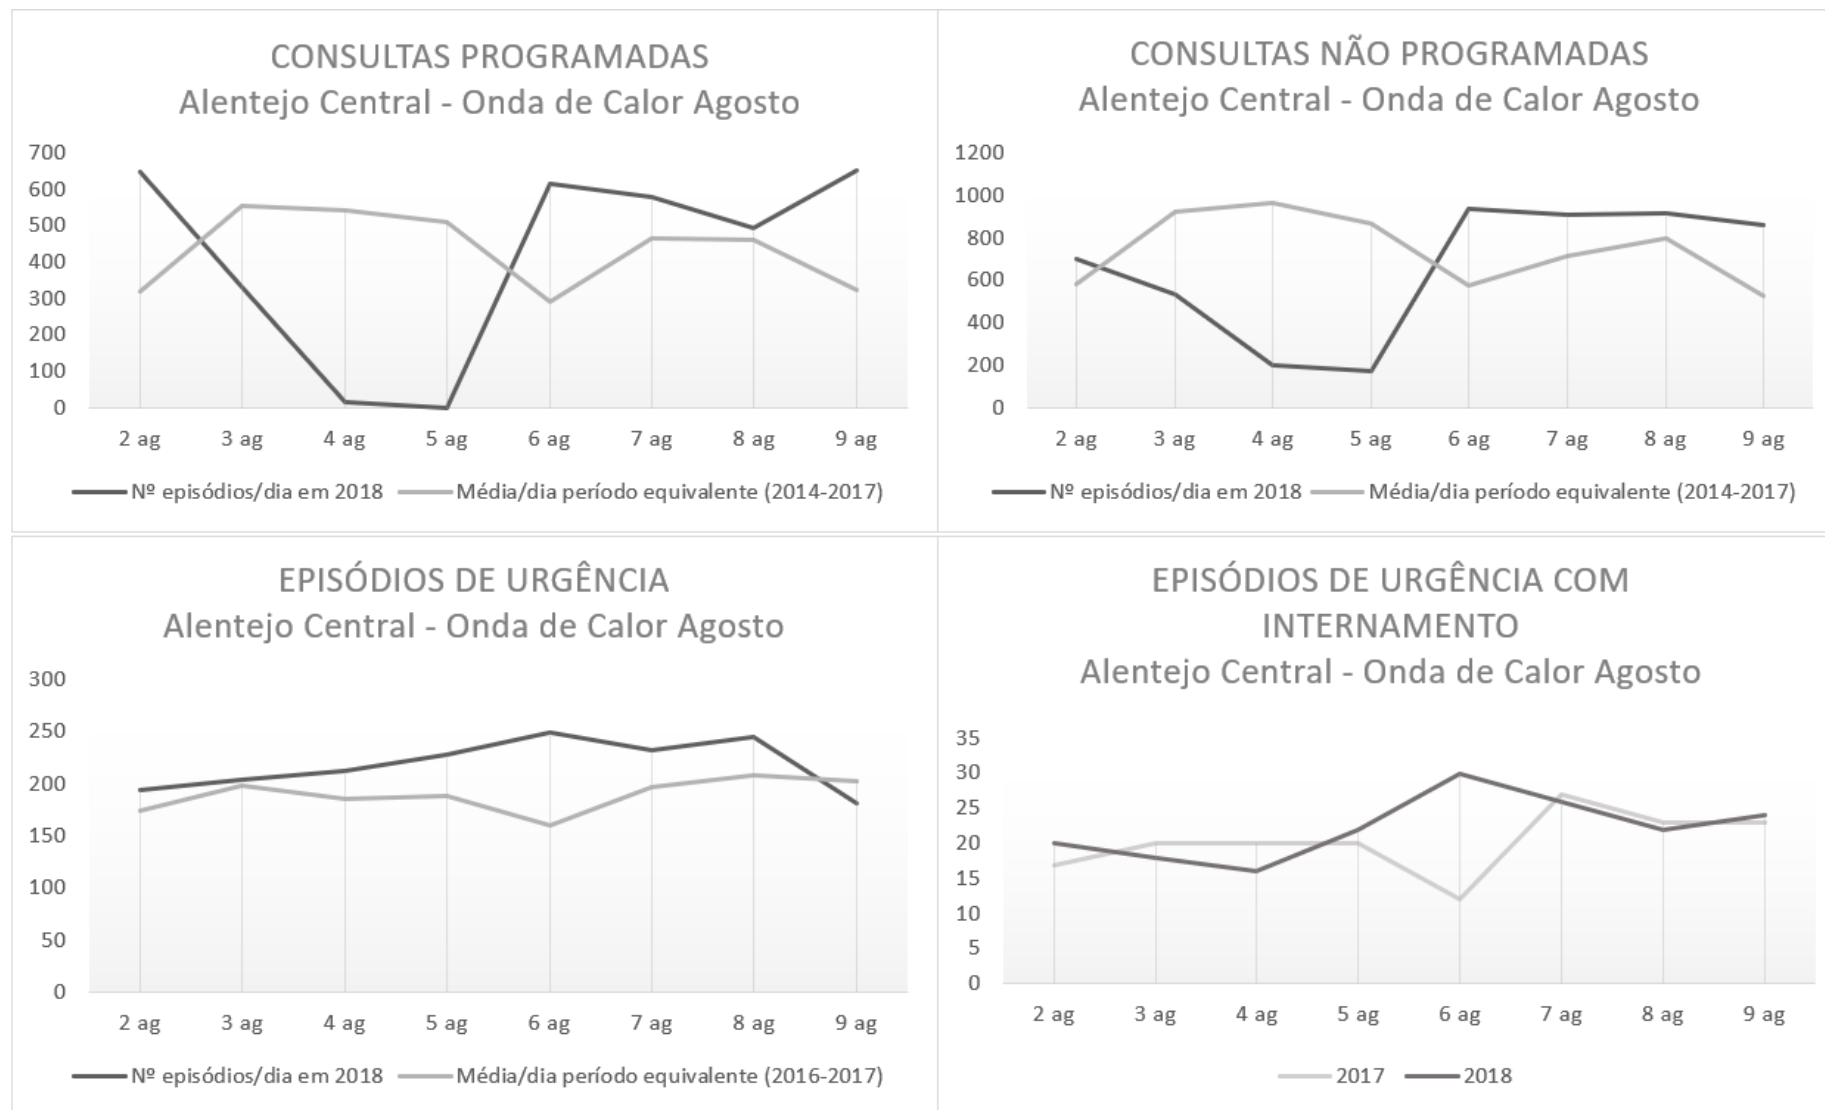 CONSULTAS PROGRAMADAS
Alentejo Central - Onda de Calor Agosto
700
600
500
400
300
200
100
0
2 ag 3 ag 4 ag 5 ag 6 ag 7 ag 8 ag 9 ag
Nº episódios/dia em 2018 Média/dia período equivalente (2014-2017)
CONSULTAS NÃO PROGRAMADAS
Alentejo Central - Onda de Calor Agosto
1200
1000
800
600
400
200
0
2 ag 3 ag 4 ag 5 ag 6 ag 7 ag 8 ag 9 ag
Nº episódios/dia em 2018 Média/dia período equivalente (2014-2017)
EPISÓDIOS DE URGÊNCIA
Alentejo Central - Onda de Calor Agosto
300
250
200
150
100
50
0
2 ag 3 ag 4 ag 5 ag 6 ag 7 ag 8 ag 9 ag
Nº episódios/dia em 2018 Média/dia período equivalente (2016-2017)
EPISÓDIOS DE URGÊNCIA COM
INTERNAMENTO
Alentejo Central - Onda de Calor Agosto
35
30
25
20
15
10
5
0
2 ag 3 ag 4 ag 5 ag 6 ag 7 ag 8 ag 9 ag
2017 2018